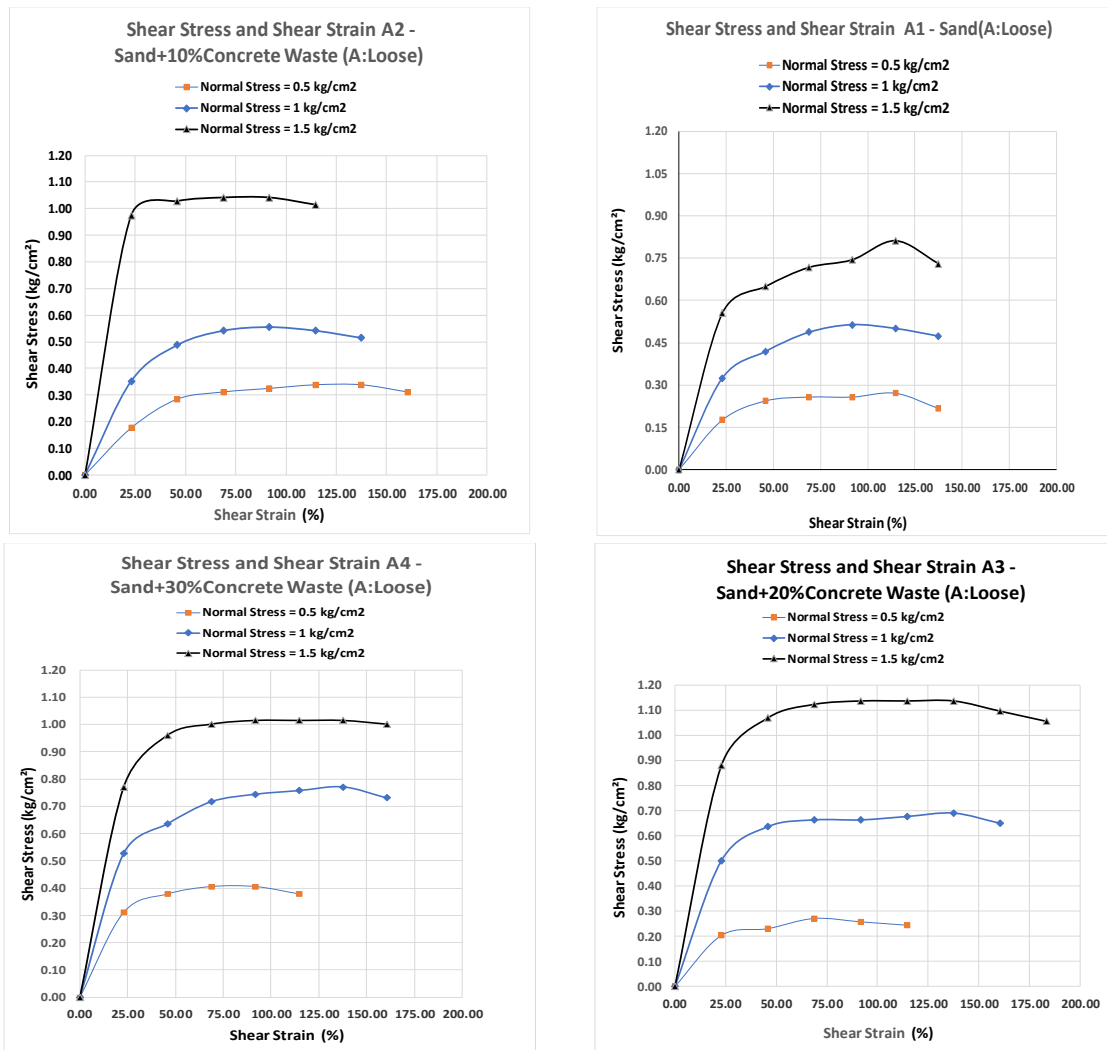 Shear Stress and Shear Strain A2 -
Sand+10%Concrete Waste (A:Loose)
Normal Stress = 0.5 kg/cm2
Normal Stress = 1 kg/cm2
Normal Stress = 1.5 kg/cm2
1.20
1.10
1.00
0.90
0.80
0.70
0.60
0.50
0.40
0.30
0.20
0.10
0.00
Shear Stress (kg/cm²)
0.00 25.00 50.00 75.00 100.00 125.00 150.00 175.00 200.00
Shear Strain (%)
Shear Stress and Shear Strain A1 - Sand(A:Loose)
Normal Stress = 0.5 kg/cm2
Normal Stress = 1 kg/cm2
Normal Stress = 1.5 kg/cm2
1.20
1.05
0.90
0.75
0.60
0.45
0.30
0.15
0.00
Shear Stress (kg/cm²)
0.00 25.00 50.00 75.00 100.00 125.00 150.00 175.00 200.00
Shear Strain (%)
Shear Stress and Shear Strain A4 -
Sand+30%Concrete Waste (A:Loose)
Normal Stress = 0.5 kg/cm2
Normal Stress = 1 kg/cm2
Normal Stress = 1.5 kg/cm2
1.20
1.10
1.00
0.90
0.80
0.70
0.60
0.50
0.40
0.30
0.20
0.10
0.00
Shear Stress (kg/cm²)
0.00 25.00 50.00 75.00 100.00 125.00 150.00 175.00 200.00
Shear Strain (%)
Shear Stress and Shear Strain A3 -
Sand+20%Concrete Waste (A:Loose)
Normal Stress = 0.5 kg/cm2
Normal Stress = 1 kg/cm2
Normal Stress = 1.5 kg/cm2
1.20
1.10
1.00
0.90
0.80
0.70
0.60
0.50
0.40
0.30
0.20
0.10
0.00
Shear Stress (kg/cm²)
0.00 25.00 50.00 75.00 100.00 125.00 150.00 175.00 200.00
Shear Strain (%)